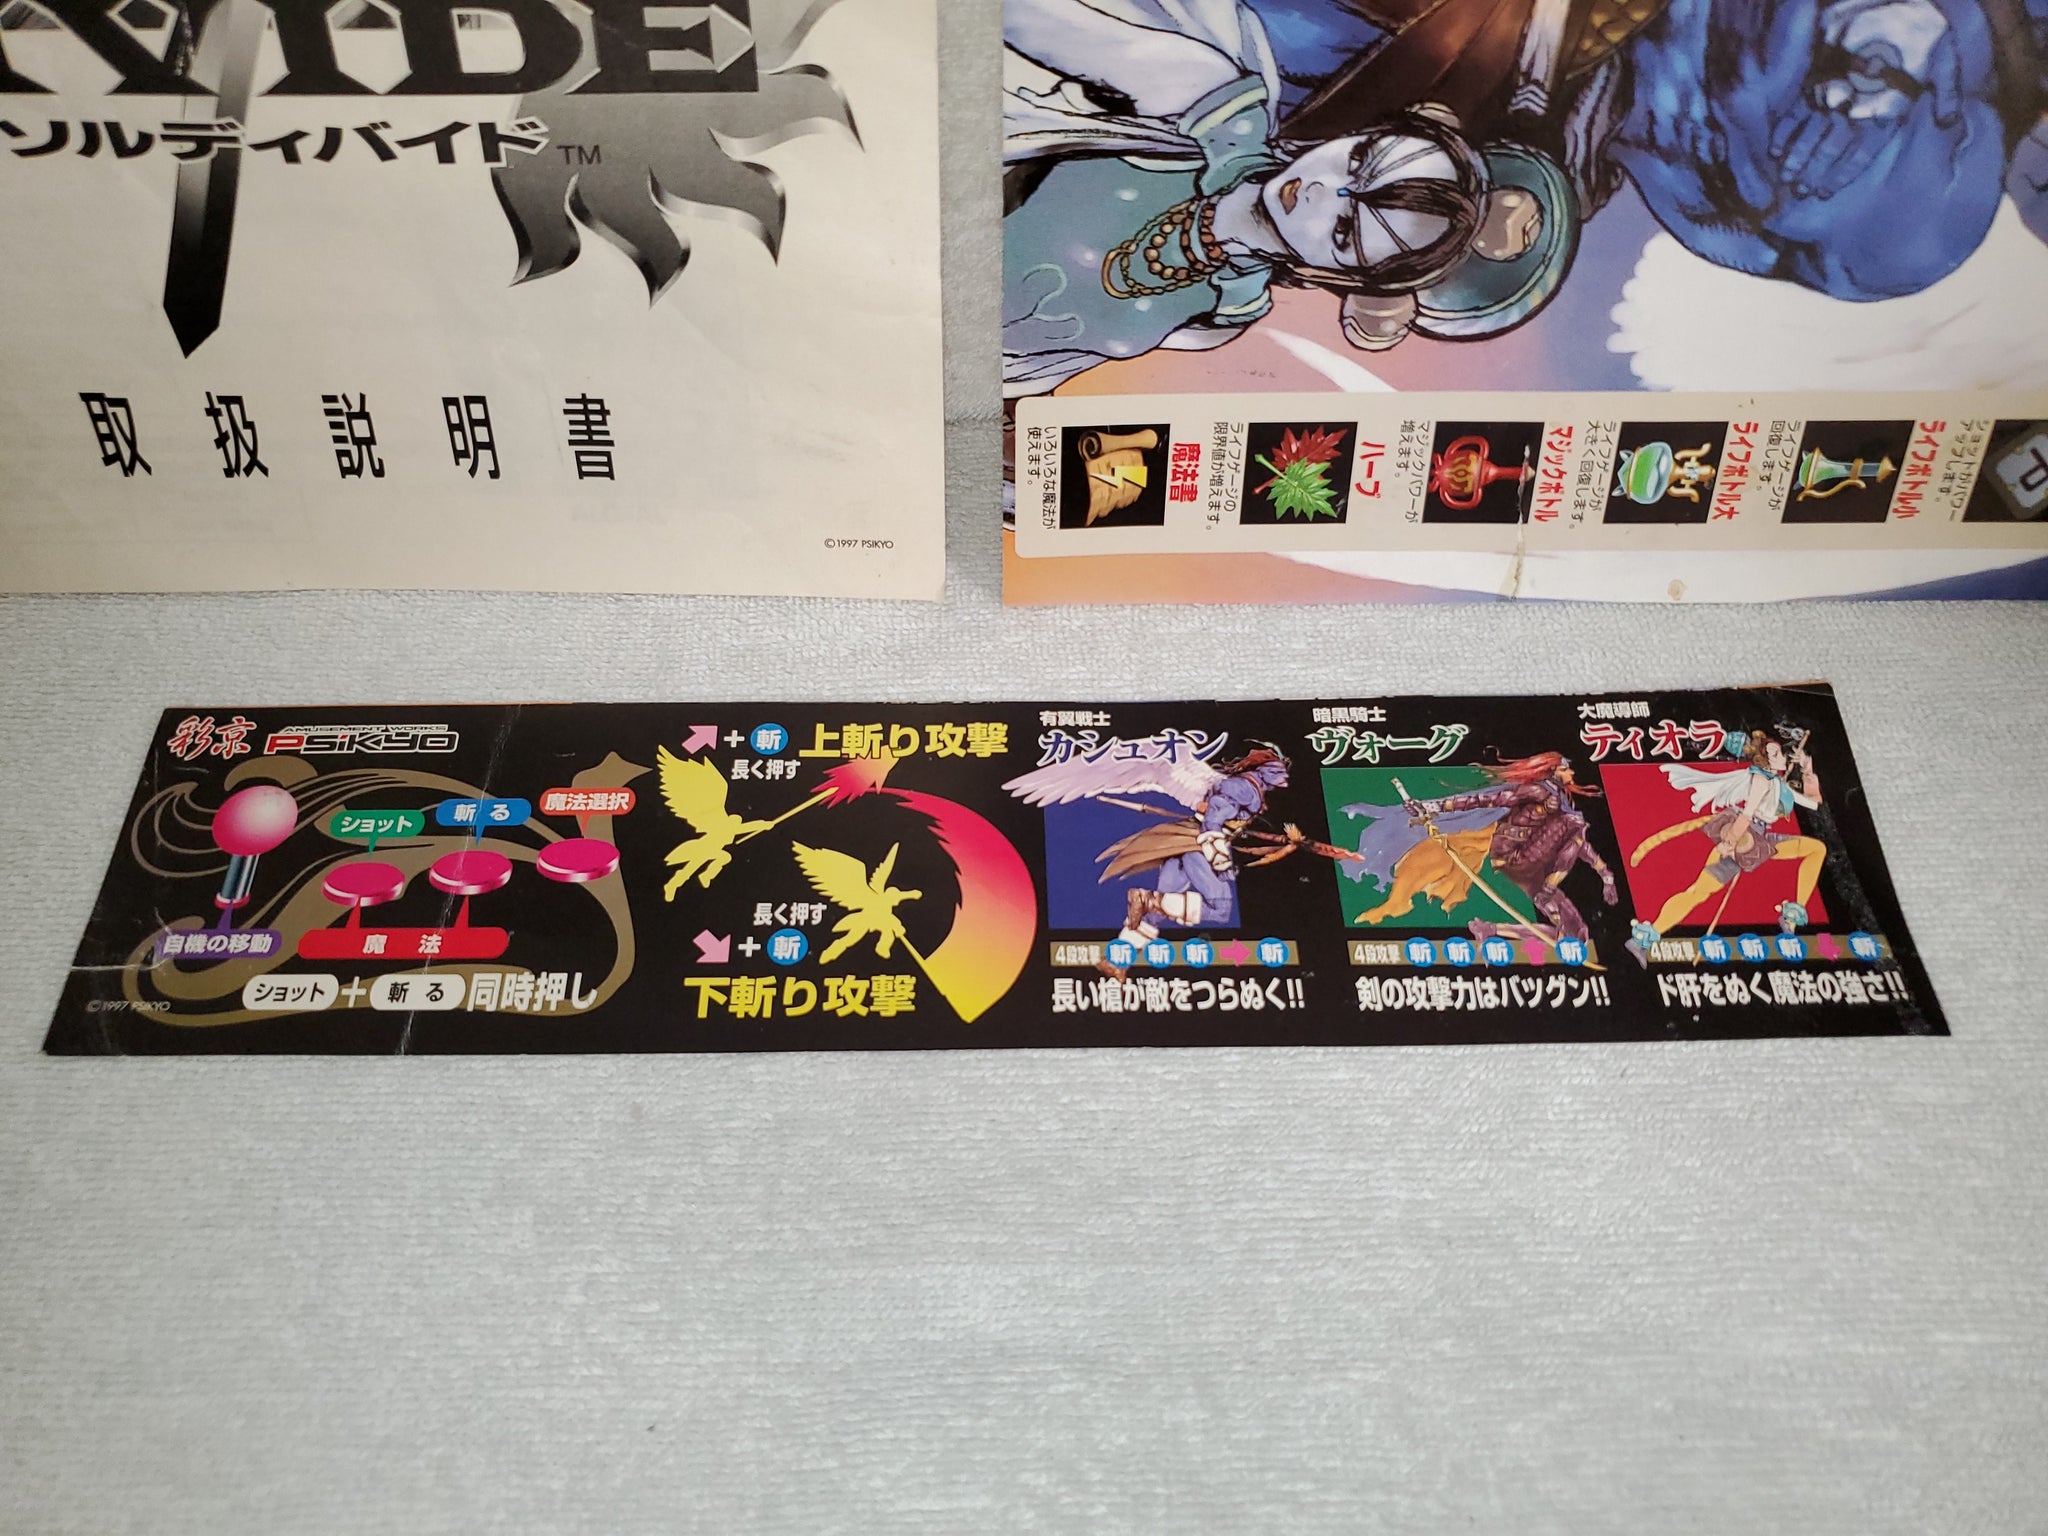 VIDE
ソルディバイド™
取扱説明書
©1997 PSIKYO
魔法書
いろいろな魔法が
使えます。
ハーブ
ライフゲージの
限界値が増えます。
マジックボトル
マジックパワーが
増えます。
ライフボトル大
ライフゲージが
大きく回復します。
ライフボトル小
ライフゲージが
回復します。
P
ショットがパワー
アップします。
彩京
AMUSEMENT WORKS
PSiKyo
ショット
斬る
魔法選択
自機の移動
魔法
ショット+斬る 同時押し
©1997 PSIKYO
+斬 上斬り攻撃
長く押す
長く押す
+斬
下斬り攻撃
有翼戦士
カシュオン
4段攻撃 斬 斬 斬 斬
長い槍が敵をつらぬく!!
暗黒騎士
ヴォーグ
4段攻撃 斬 斬 斬 斬
剣の攻撃力はバツグン!!
大魔導師
ティオラ
4段攻撃 斬 斬 斬 斬
ド肝をぬく魔法の強さ!!